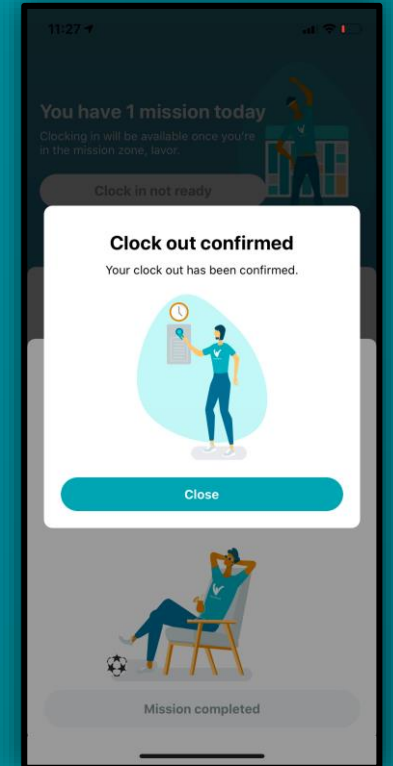 11:27
You have 1 mission today
Clocking in will be available once you're
in the mission zone, lavor.
Clock in not ready
Clock out confirmed
Your clock out has been confirmed.
Close
Mission completed